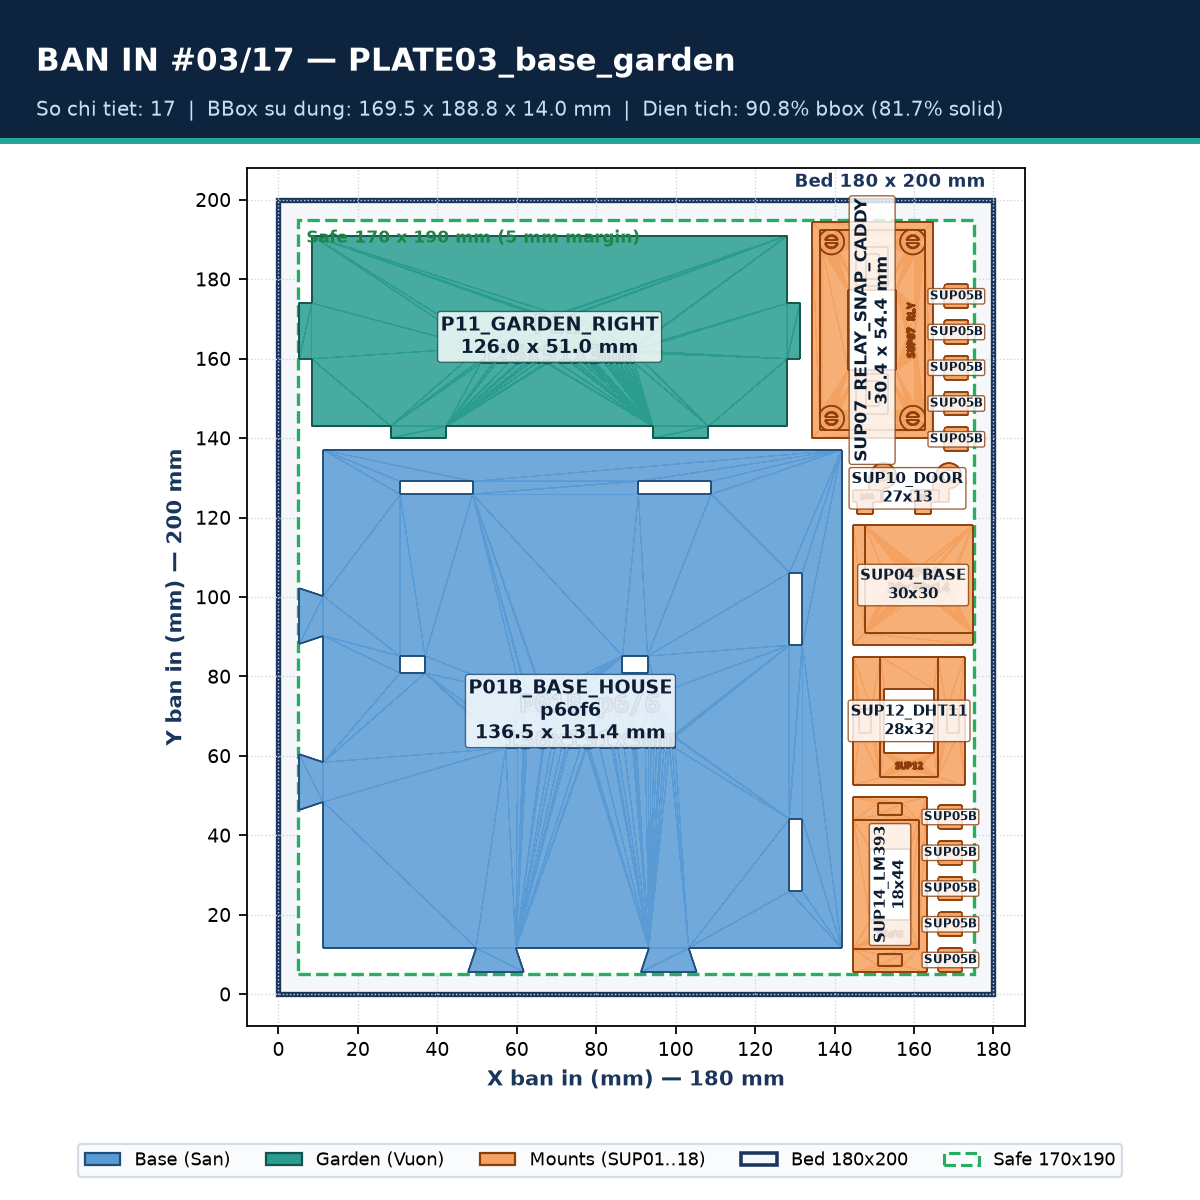 BAN IN #03/17 — PLATE03_base_garden
So chi tiet: 17 | BBox su dung: 169.5 x 188.8 x 14.0 mm | Dien tich: 90.8% bbox (81.7% solid)
Bed 180 x 200 mm
Safe 170 x 190 mm (5 mm margin)
P11_GARDEN_RIGHT
126.0 x 51.0 mm
SUP07_RELAY_SNAP_CADDY
30.4 x 54.4 mm
SUP07 RLY
SUP05B
SUP05B
SUP05B
SUP05B
SUP05B
SUP10_DOOR
27x13
SUP04_BASE
30x30
P01B_BASE_HOUSE
p6of6
136.5 x 131.4 mm
SUP12_DHT11
28x32
SUP12
SUP14_LM393
18x44
SUP05B
SUP05B
SUP05B
SUP05B
SUP05B
200
180
160
140
120
100
80
60
40
20
0
Y ban in (mm) — 200 mm
0 20 40 60 80 100 120 140 160 180
X ban in (mm) — 180 mm
Base (San) Garden (Vuon) Mounts (SUP01..18) Bed 180x200 Safe 170x190